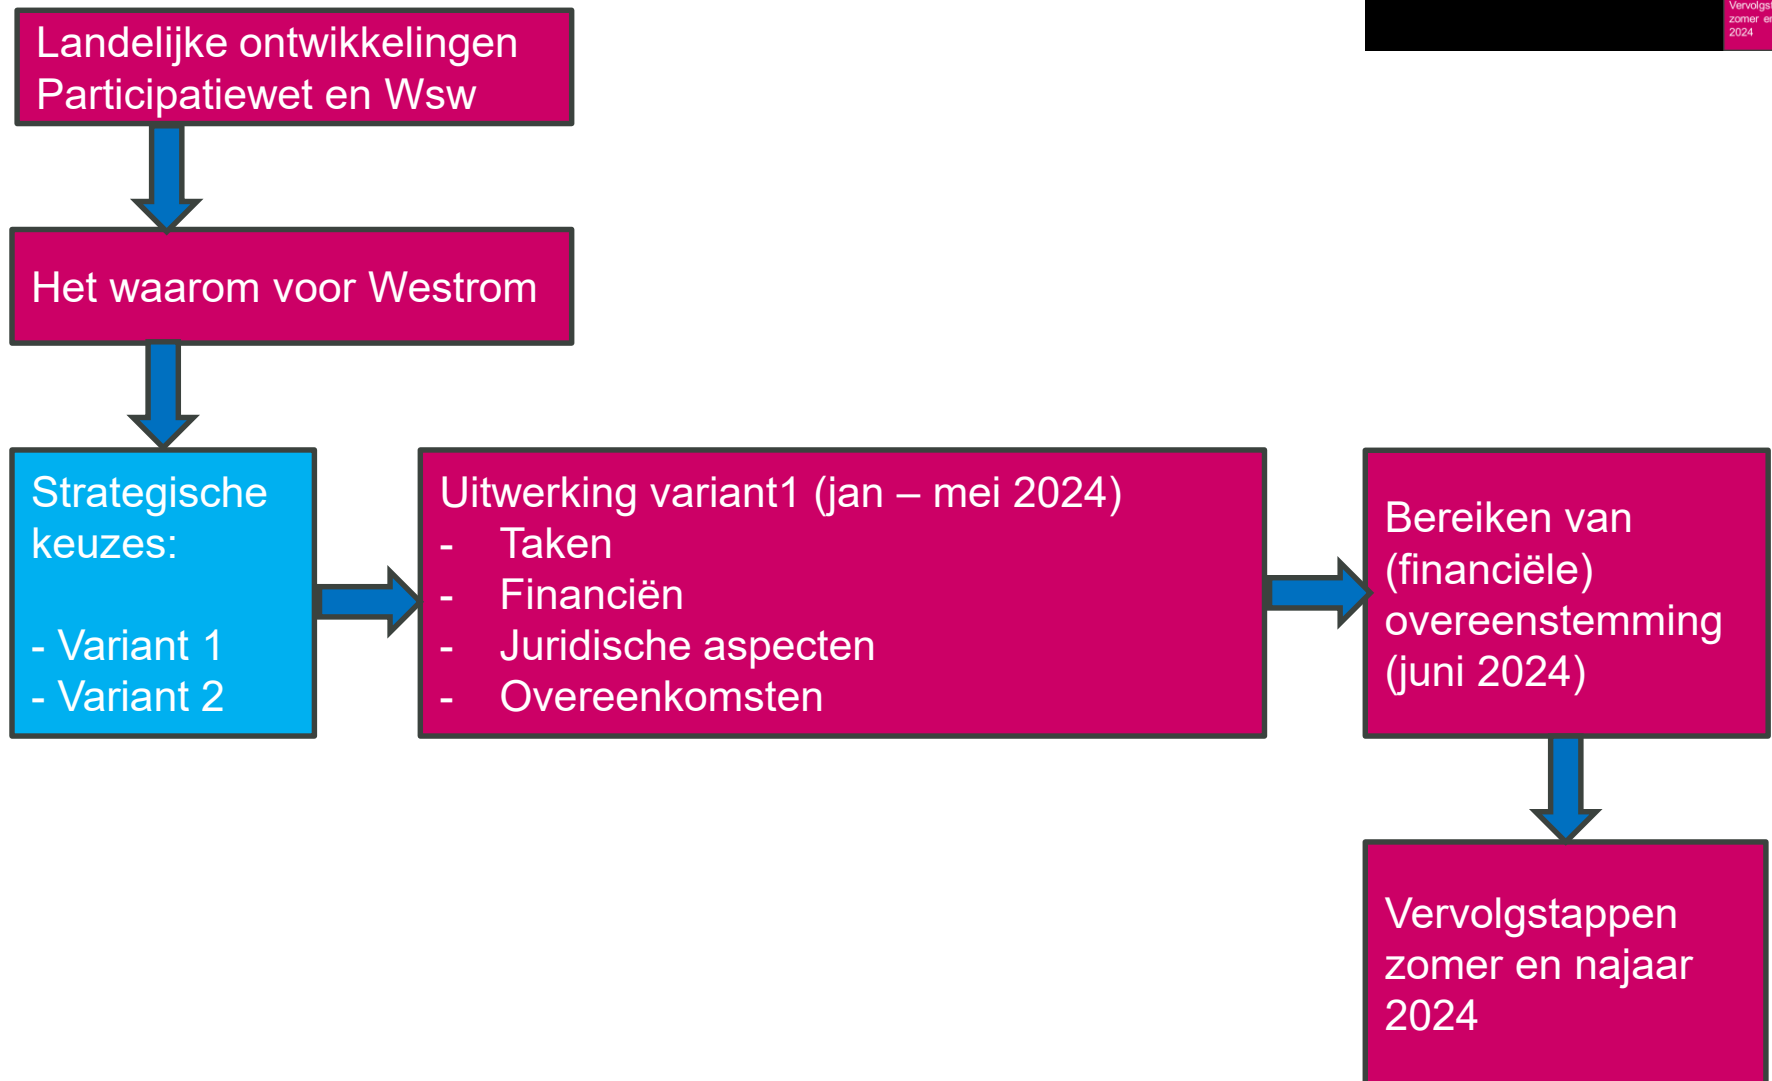 Landelijke ontwikkelingen
Participatiewet en Wsw
Het waarom voor Westrom
Strategische
keuzes:
- Variant 1
- Variant 2
Uitwerking variant1 (jan – mei 2024)
- Taken
- Financiën
- Juridische aspecten
- Overeenkomsten
Bereiken van
(financiële)
overeenstemming
(juni 2024)
Vervolgstappen
zomer en najaar
2024
zomer
2024